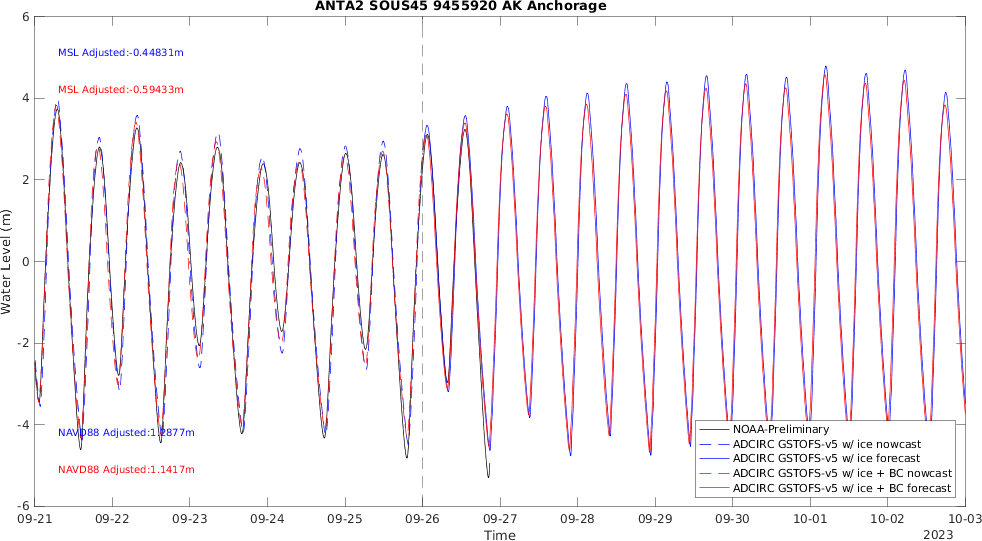 ANTA2 SOUS45 9455920 AK Anchorage
6
4
2
0
-2
-4
-6
Water Level (m)
MSL Adjusted:-0.44831m
MSL Adjusted:-0.59433m
NAVD88 Adjusted:1.2877m
NAVD88 Adjusted:1.1417m
NOAA-Preliminary
ADCIRC GSTOFS-v5 w/ ice nowcast
ADCIRC GSTOFS-v5 w/ ice forecast
ADCIRC GSTOFS-v5 w/ ice + BC nowcast
ADCIRC GSTOFS-v5 w/ ice + BC forecast
09-21 09-22 09-23 09-24 09-25 09-26 09-27 09-28 09-29 09-30 10-01 10-02 10-03
Time
2023